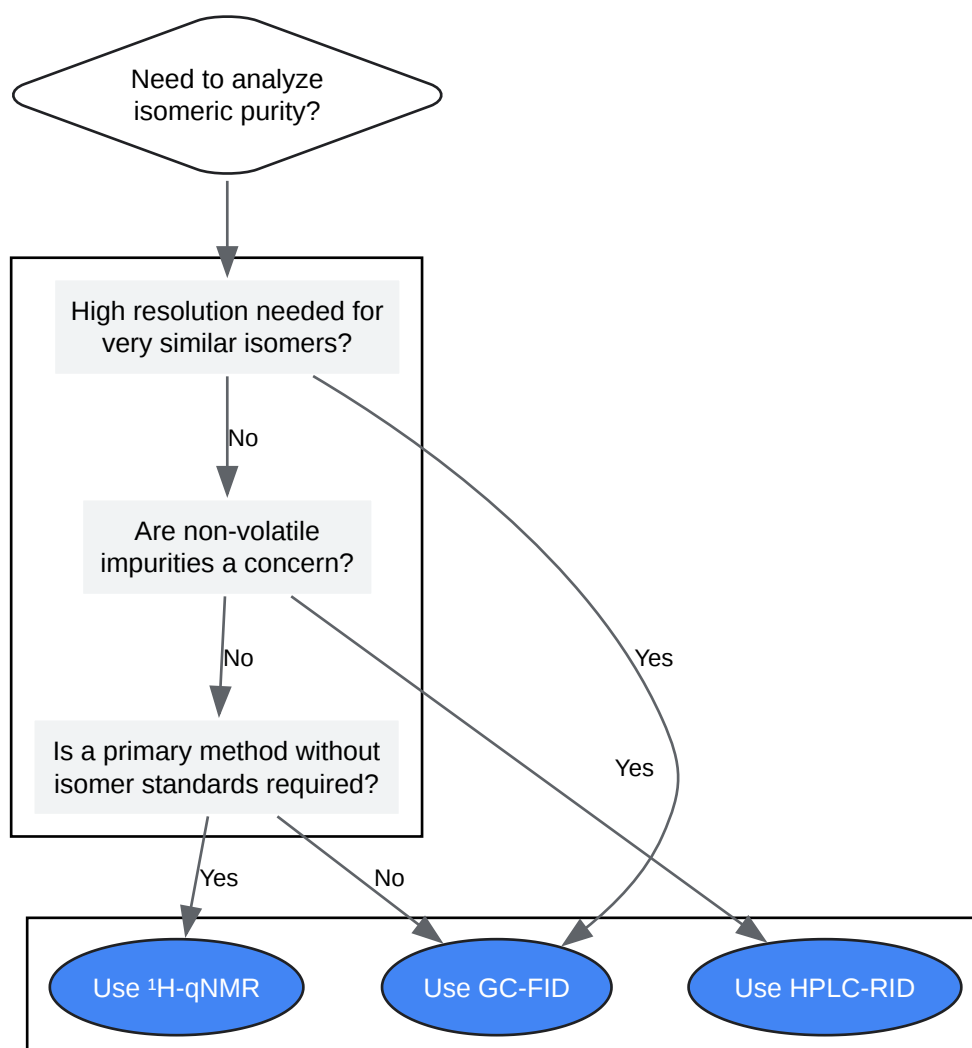 Need to analyze
isomeric purity?
High resolution needed for
very similar isomers?
No
Are non-volatile
impurities a concern?
No
Yes
Is a primary method without
isomer standards required?
Yes
Yes
No
Use ¹H-qNMR
Use GC-FID
Use HPLC-RID